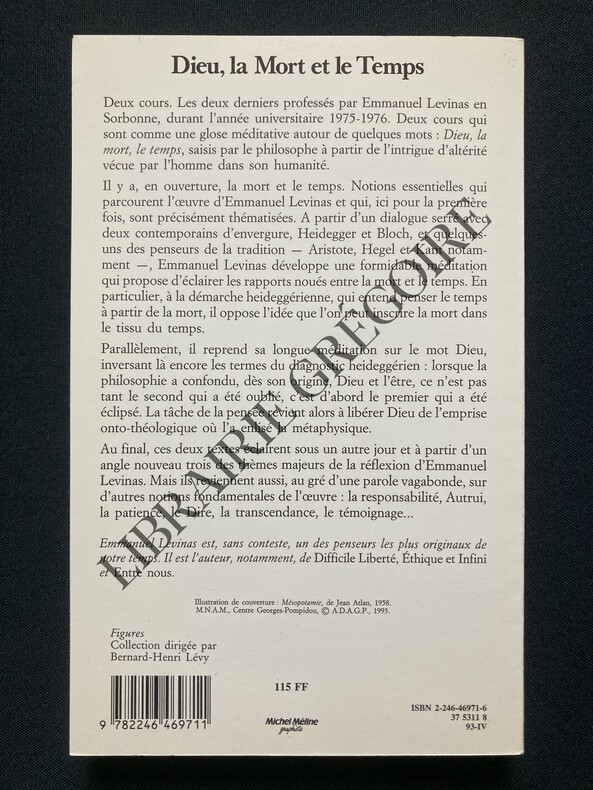 Dieu, la Mort et le Temps
Deux cours. Les deux derniers professés par Emmanuel Levinas en
Sorbonne, durant l'année universitaire 1975-1976. Deux cours qui
sont comme une glose méditative autour de quelques mots : Dieu, la
mort, le temps, saisis par le philosophe à partir de l'intrigue d'altérité
vécue par l'homme dans son humanité.
Il y a, en ouverture, la mort et le temps. Notions essentielles qui
parcourent l'œuvre d'Emmanuel Levinas et qui, ici pour la première
fois, sont précisément thématisées. A partir d'un dialogue serré avec
deux contemporains d'envergure, Heidegger et Bloch, et quelques-
uns des penseurs de la tradition — Aristote, Hegel et Kant notam-
ment —, Emmanuel Levinas développe une formidable méditation
qui propose d'éclairer les rapports noués entre la mort et le temps. En
particulier, à la démarche heideggérienne, qui entend penser le temps
à partir de la mort, il oppose l'idée que l'on peut inscrire la mort dans
le tissu du temps.
Parallèlement, il reprend sa longue méditation sur le mot Dieu,
inversant là encore les termes du diagnostic heideggérien : lorsque la
philosophie a confondu, dès son origine, Dieu et l'être, ce n'est pas
tant le second qui a été oublié, c'est d'abord le premier qui a été
éclipsé. La tâche de la pensée revient alors à libérer Dieu de l'emprise
onto-théologique où l'a enlisé la métaphysique.
Au final, ces deux textes éclairent sous un autre jour et à partir d'un
angle nouveau trois des thèmes majeurs de la réflexion d'Emmanuel
Levinas. Mais ils reviennent aussi, au gré d'une parole vagabonde, sur
d'autres notions fondamentales de l'œuvre : la responsabilité, Autrui,
la patience, le Dire, la transcendance, le témoignage...
Emmanuel Levinas est, sans conteste, un des penseurs les plus originaux de
notre temps. Il est l'auteur, notamment, de Difficile Liberté, Éthique et Infini
et Entre nous.
Illustration de couverture : Mésopotamie, de Jean Atlan, 1958.
M.N.A.M., Centre Georges-Pompidou, © A.D.A.G.P., 1993.
Figures
Collection dirigée par
Bernard-Henri Lévy
115 FF
ISBN 2-246-46971-6
37 5311 8
93-IV
9 782246 469711
Michel Méline
graphiste
LIBRAIRIE GRÉGOIRE